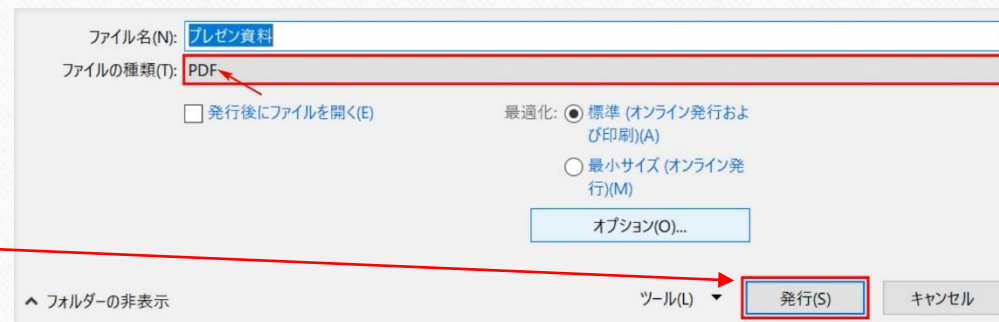 ファイル名(N): プレゼン資料
ファイルの種類(T): PDF
発行後にファイルを開く(E)
最適化: 標準 (オンライン発行およ
び印刷)(A)
最小サイズ (オンライン発
行)(M)
オプション(O)...
フォルダーの非表示 ツール(L) 発行(S) キャンセル